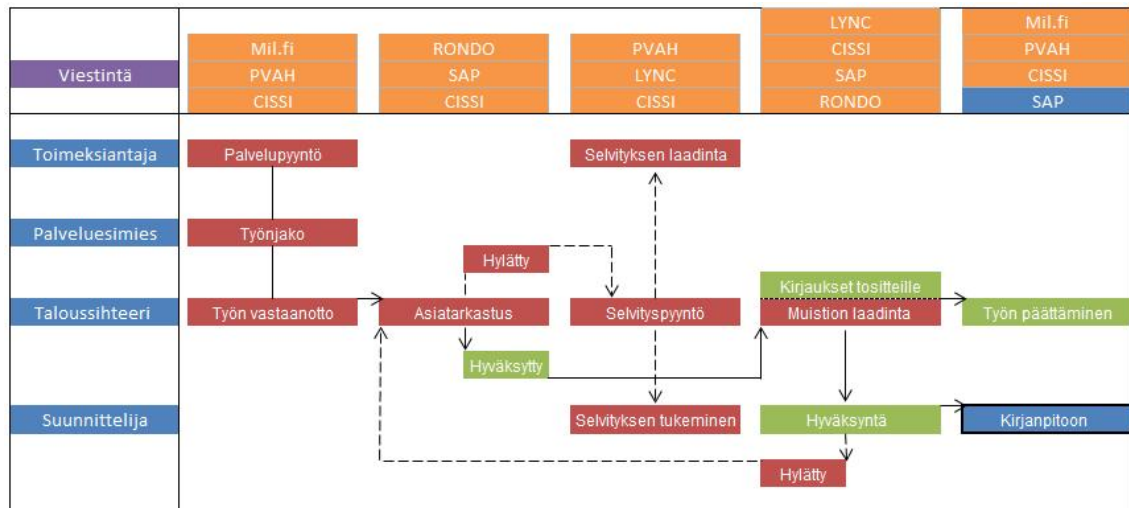 LYNC
Mil.fi RONDO PVAH CISSI Mil.fi
Viestintä PVAH SAP LYNC SAP PVAH
CISSI CISSI CISSI RONDO CISSI
SAP
Toimeksiantaja Palvelupyyntö Selvityksen laadinta
Palveluesimies Työnjako
Hylätty
Kirjaukset tositteille
Taloussihteeri Työn vastaanotto Asiatarkastus Selvityspyyntö Muistion laadinta Työn päättäminen
Hyväksytty
Suunnittelija Selvityksen tukeminen Hyväksyntä Kirjanpitoon
Hylätty